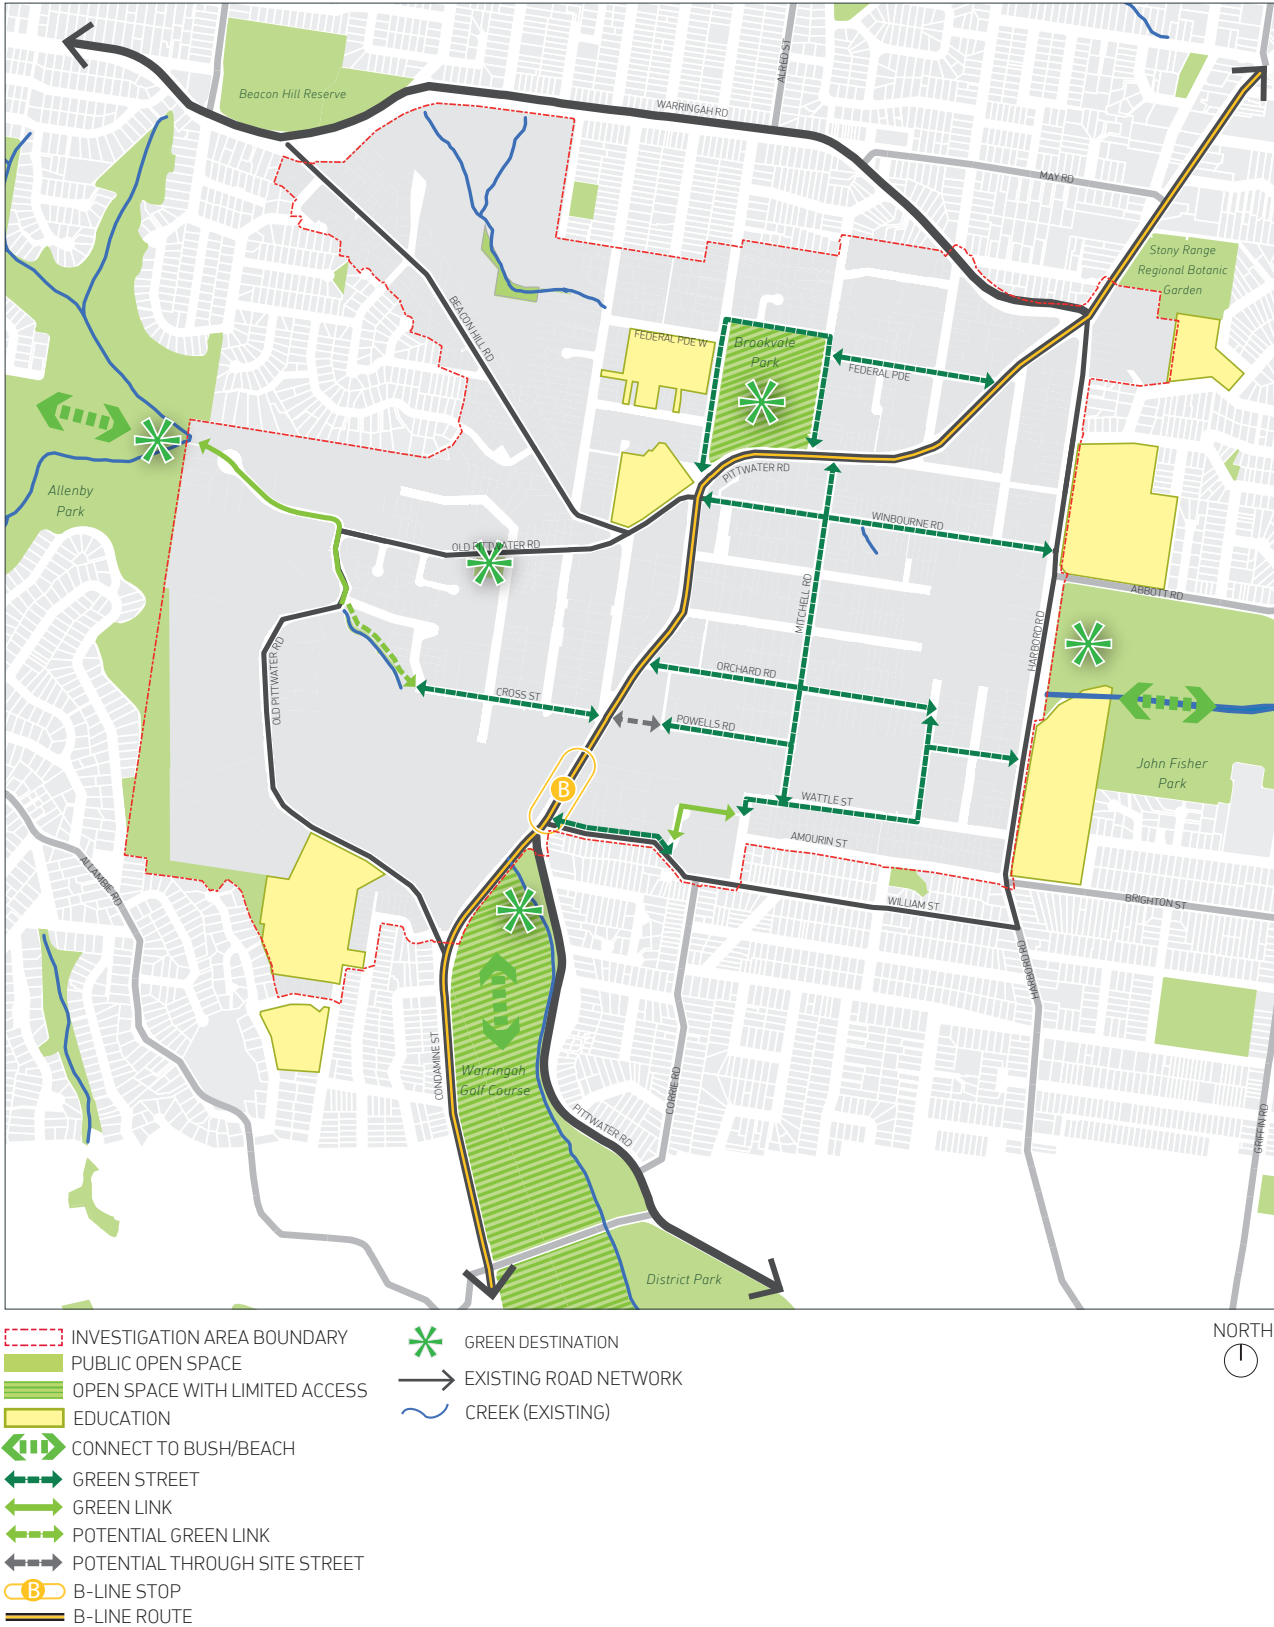 Beacon Hill Reserve
ALRED ST
WARRINGAH RD
MAY RD
Stony Range
Regional Botanic
Garden
BEACON HILL RD
FEDERAL PDE W
Brookvale
Park
FEDERAL PDE
PITTWATER RD
Allenby
Park
WINBOURNE RD
OLD PITTWATER RD
MITCHELL RD
ABBOTT RD
HARBORD RD
OLD PITTWATER RD
ORCHARD RD
CROSS ST
POWELLS RD
John Fisher
Park
B
WATTLE ST
AMOURIN ST
ALLAMBIE RD
WILLIAM ST
BRIGHTON ST
HARBORD RD
CONDAMINE ST
Warringah
Golf Course
CORRIE RD
PITTWATER RD
GRIFFIN RD
District Park
INVESTIGATION AREA BOUNDARY
PUBLIC OPEN SPACE
OPEN SPACE WITH LIMITED ACCESS
EDUCATION
CONNECT TO BUSH/BEACH
GREEN STREET
GREEN LINK
POTENTIAL GREEN LINK
POTENTIAL THROUGH SITE STREET
B B-LINE STOP
B-LINE ROUTE
GREEN DESTINATION
EXISTING ROAD NETWORK
CREEK (EXISTING)
NORTH